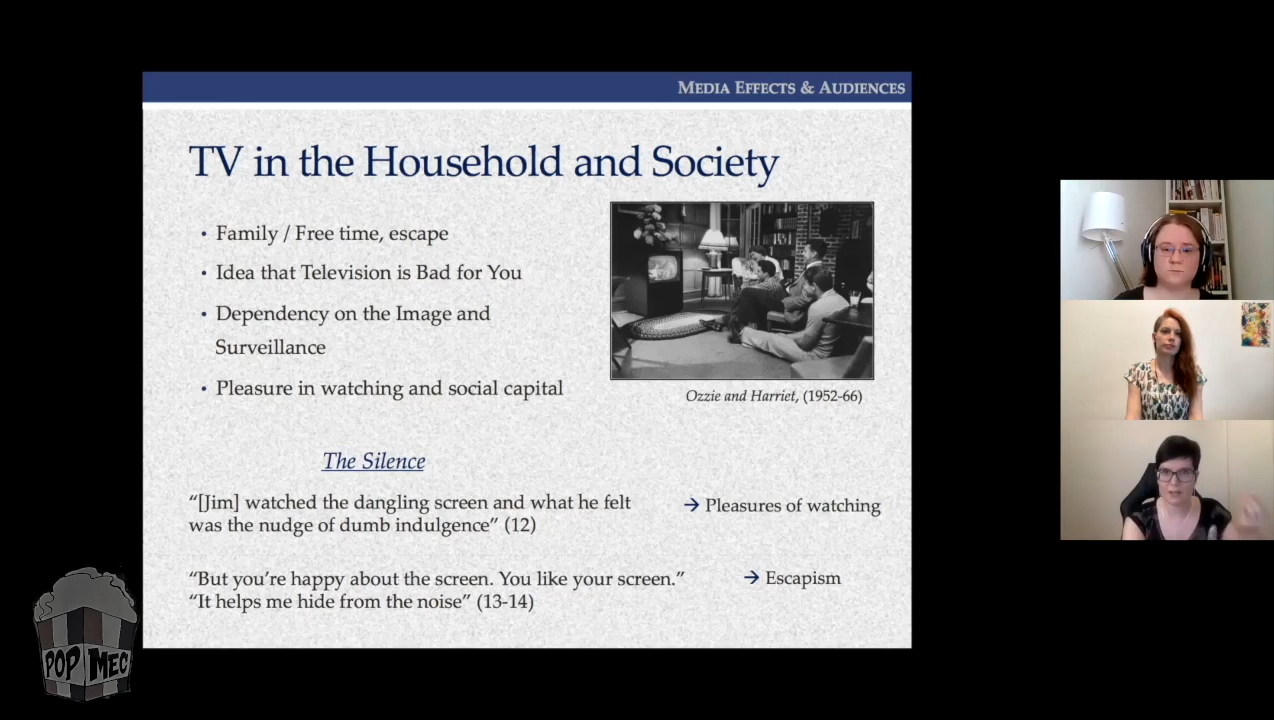 MEDIA EFFECTS & AUDIENCES
TV in the Household and Society
• Family / Free time, escape
• Idea that Television is Bad for You
• Dependency on the Image and
Surveillance
• Pleasure in watching and social capital
Ozzie and Harriet, (1952-66)
The Silence
“[Jim] watched the dangling screen and what he felt
was the nudge of dumb indulgence” (12)
→ Pleasures of watching
“But you’re happy about the screen. You like your screen.”
“It helps me hide from the noise” (13-14)
→ Escapism
POP MEC